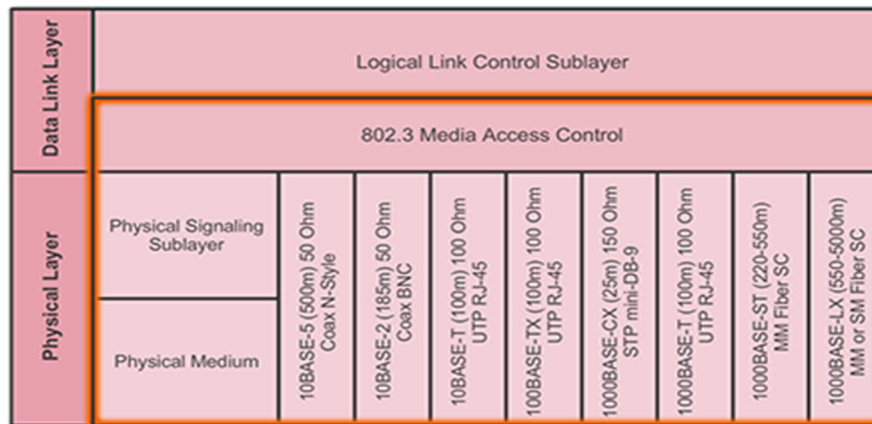 Data Link Layer
Logical Link Control Sublayer
802.3 Media Access Control
Physical Layer
Physical Signaling
Sublayer
Physical Medium
10BASE-5 (500m) 50 Ohm
Coax N-Style
10BASE-2 (185m) 50 Ohm
Coax BNC
10BASE-T (100m) 100 Ohm
UTP RJ-45
100BASE-TX (100m) 100 Ohm
UTP RJ-45
1000BASE-CX (25m) 150 Ohm
STP mini-DB-9
1000BASE-T (100m) 100 Ohm
UTP RJ-45
1000BASE-ST (220-550m)
MM Fiber SC
1000BASE-LX (550-5000m)
MM or SM Fiber SC